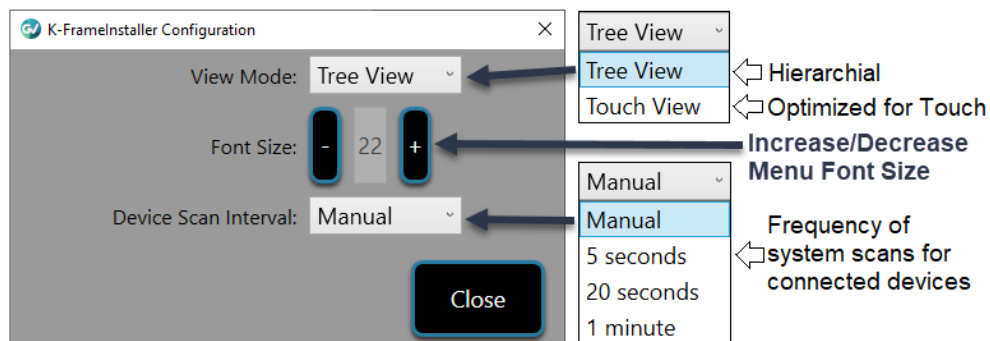 K-FrameInstaller Configuration
View Mode: Tree View
Font Size: - 22 +
Device Scan Interval: Manual
Close
Tree View
Tree View
Touch View
Hierarchial
Optimized for Touch
Increase/Decrease
Menu Font Size
Manual
Manual
5 seconds
20 seconds
1 minute
Frequency of
system scans for
connected devices